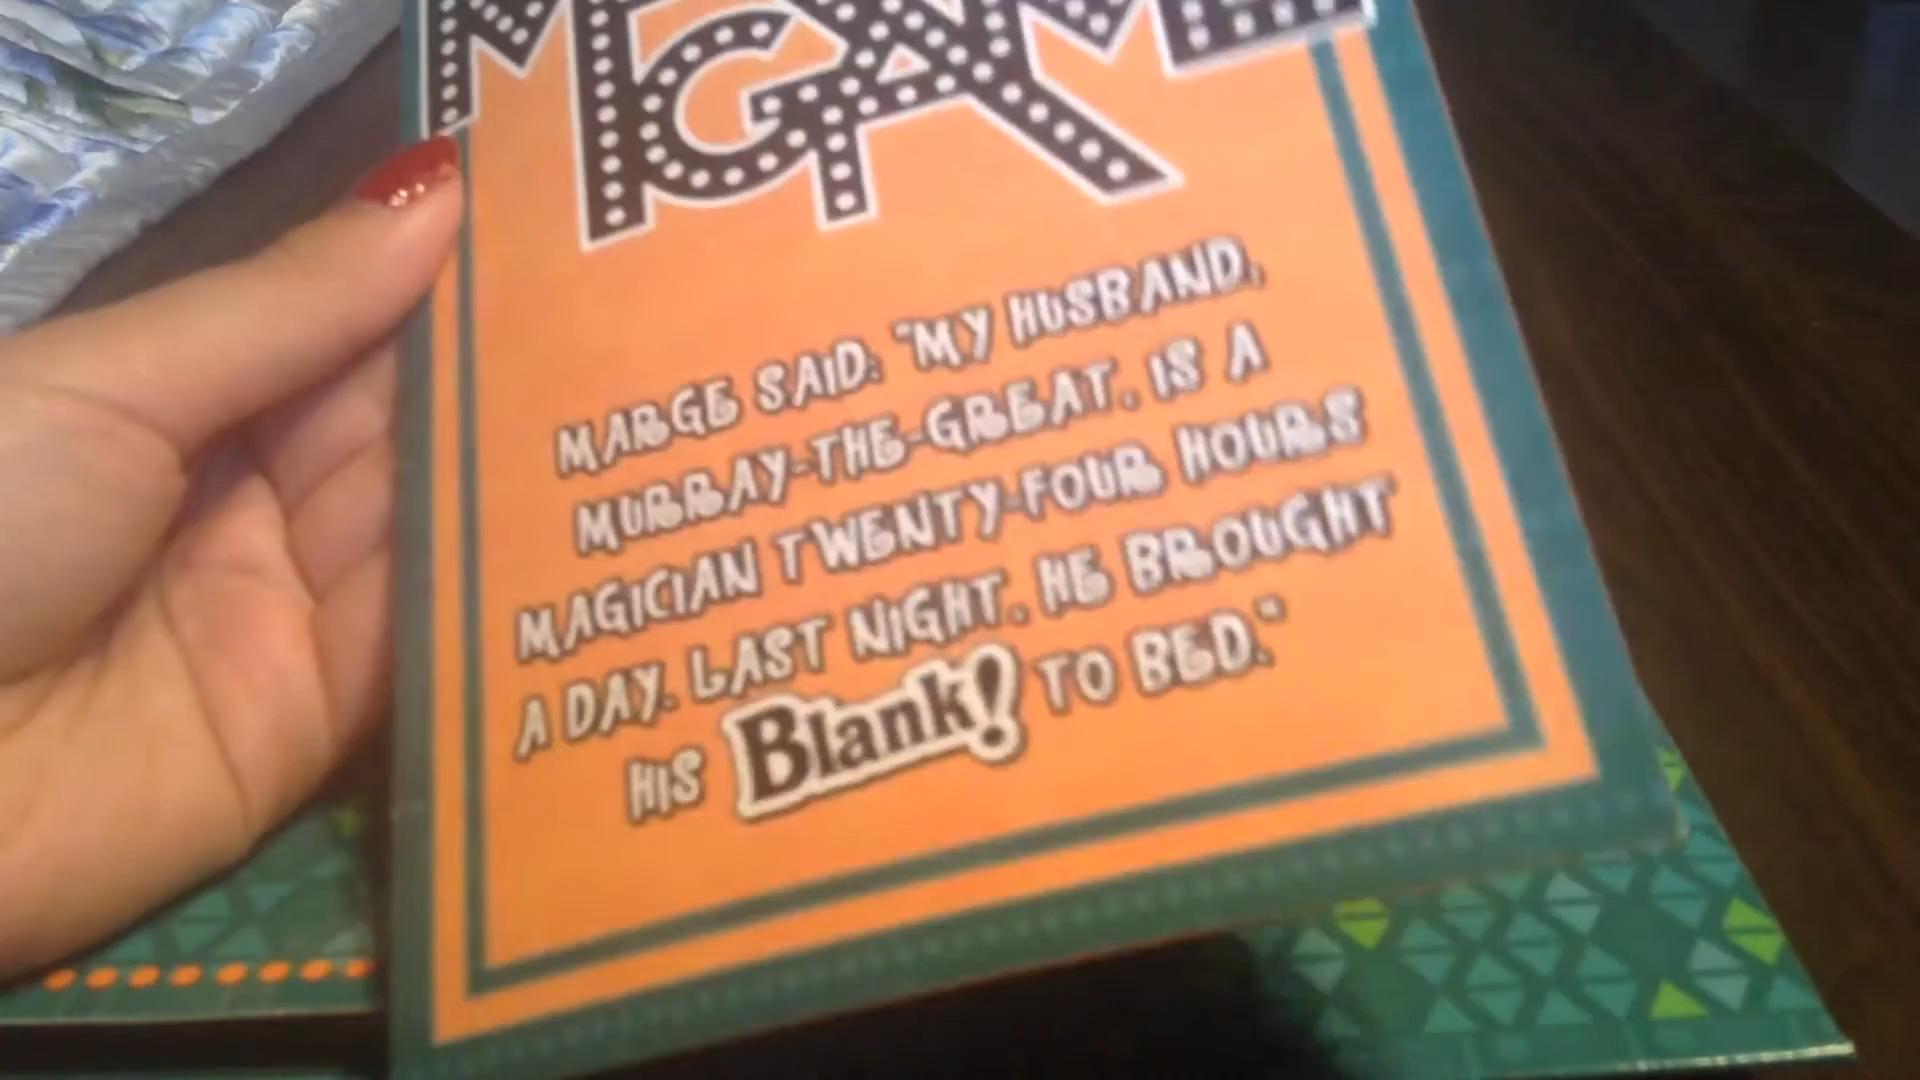 GAME
MARGE SAID: "MY HUSBAND,
MURRAY-THE-GREAT, IS A
MAGICIAN TWENTY-FOUR HOURS
A DAY. LAST NIGHT, HE BROUGHT
HIS Blank! TO BED."